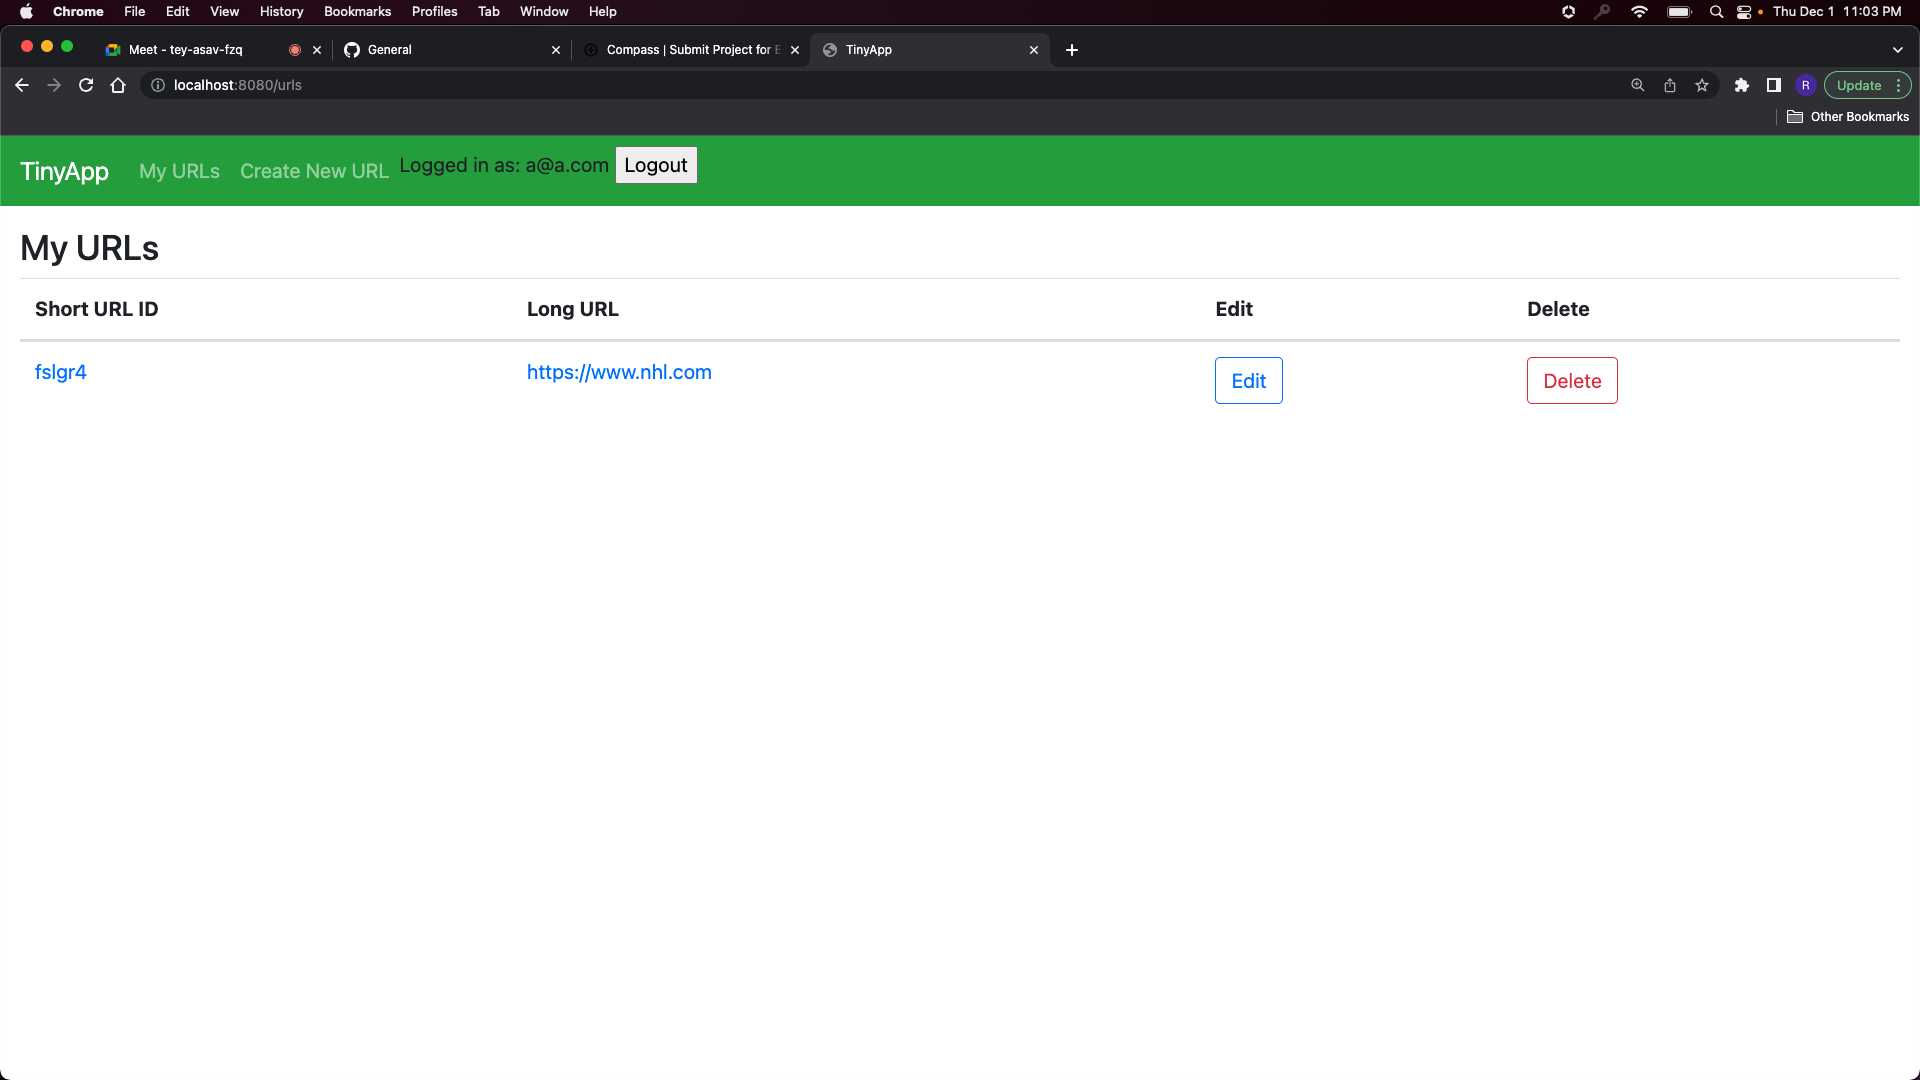 Chrome File Edit View History Bookmarks Profiles Tab Window Help Thu Dec 1 11:03 PM
Meet - tey-asav-fzq General Compass | Submit Project for E TinyApp
localhost:8080/urls R Update
Other Bookmarks
TinyApp My URLs Create New URL Logged in as: a@a.com Logout
My URLs
Short URL ID Long URL Edit Delete
fslgr4 https://www.nhl.com Edit Delete